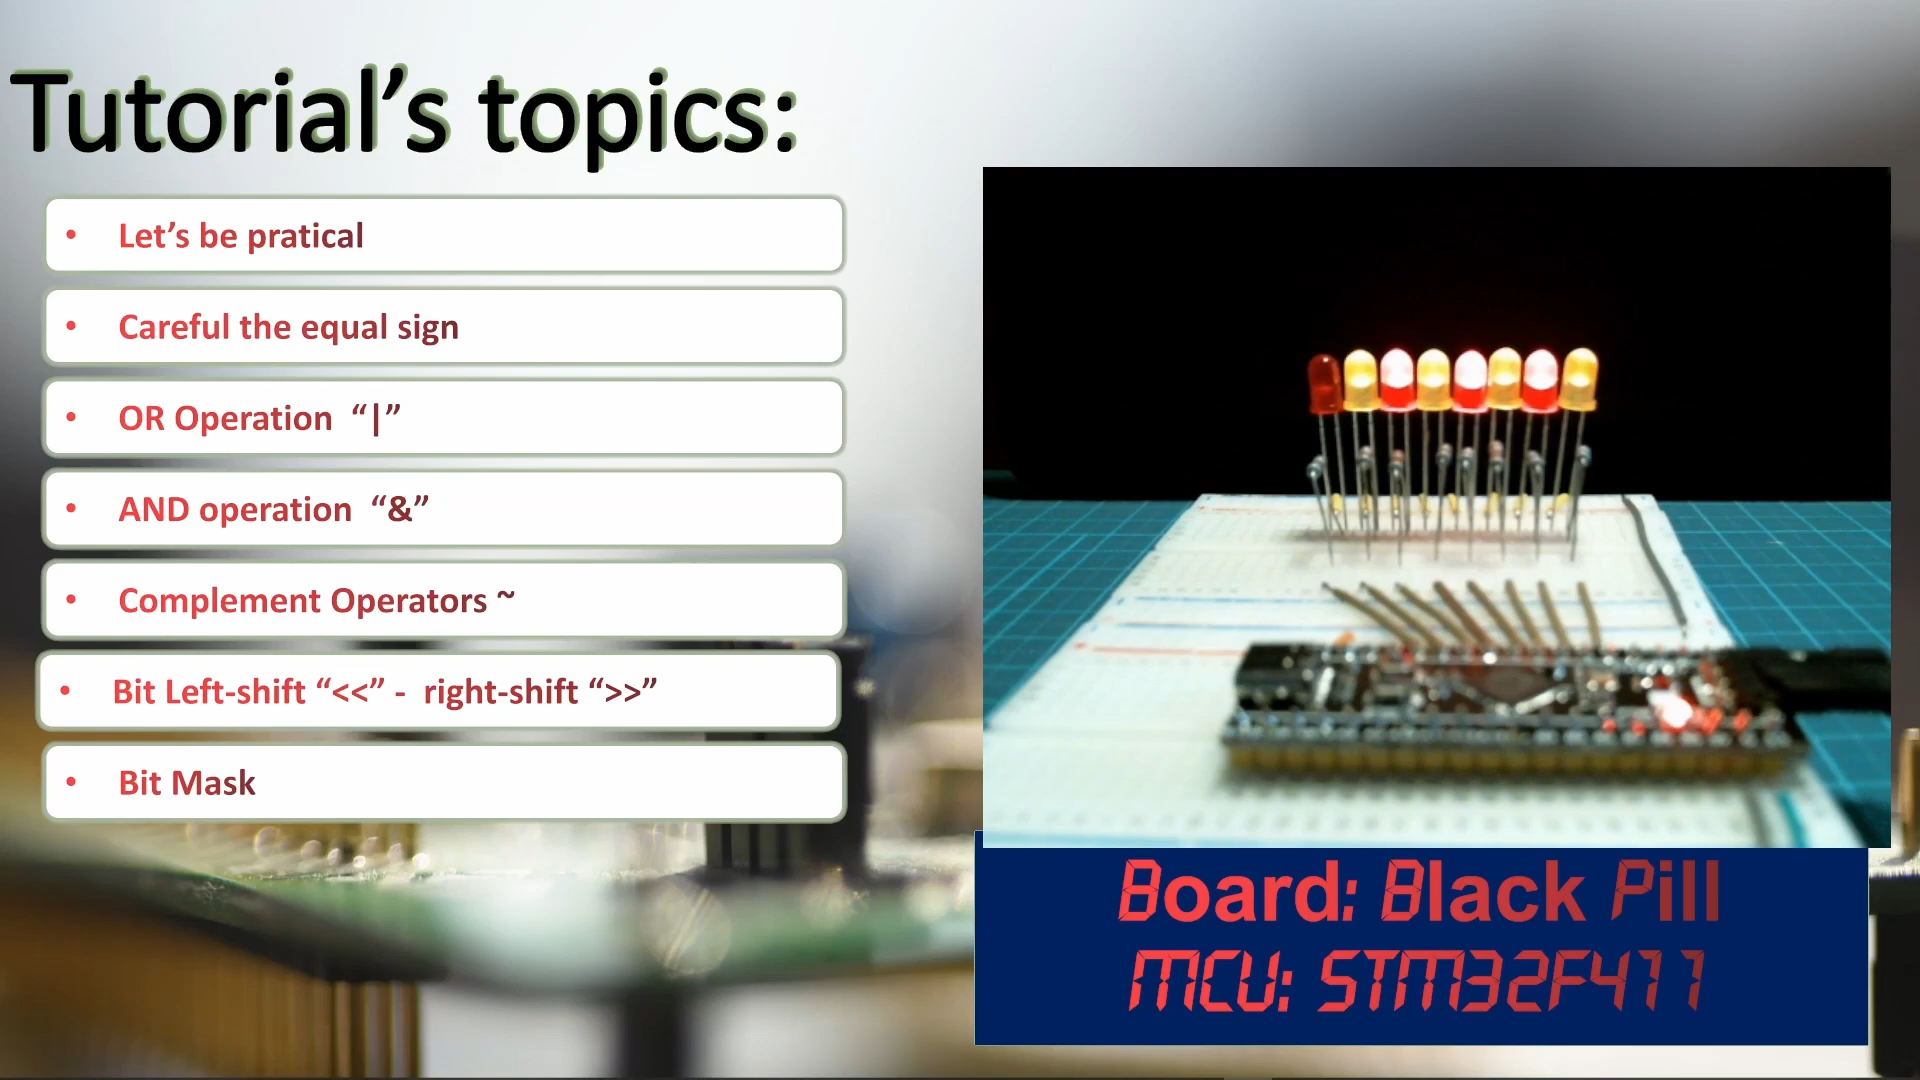 Tutorial’s topics:
• Let’s be pratical
• Careful the equal sign
• OR Operation “|”
• AND operation “&”
• Complement Operators ~
• Bit Left-shift “<<” - right-shift “>>”
• Bit Mask
Board: Black Pill
MCU: STM32F411